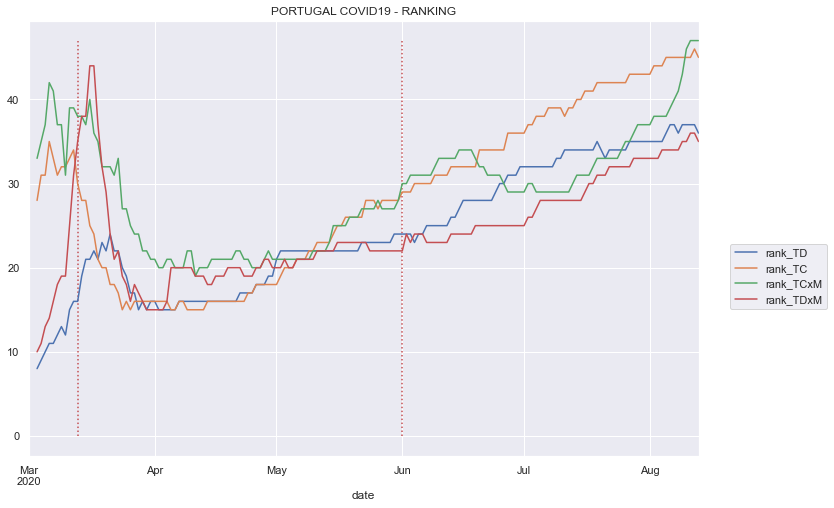 PORTUGAL COVID19 - RANKING
40
30
20
10
0
rank_TD
rank_TC
rank_TCxM
rank_TDxM
Mar Apr May Jun Jul Aug
2020
date